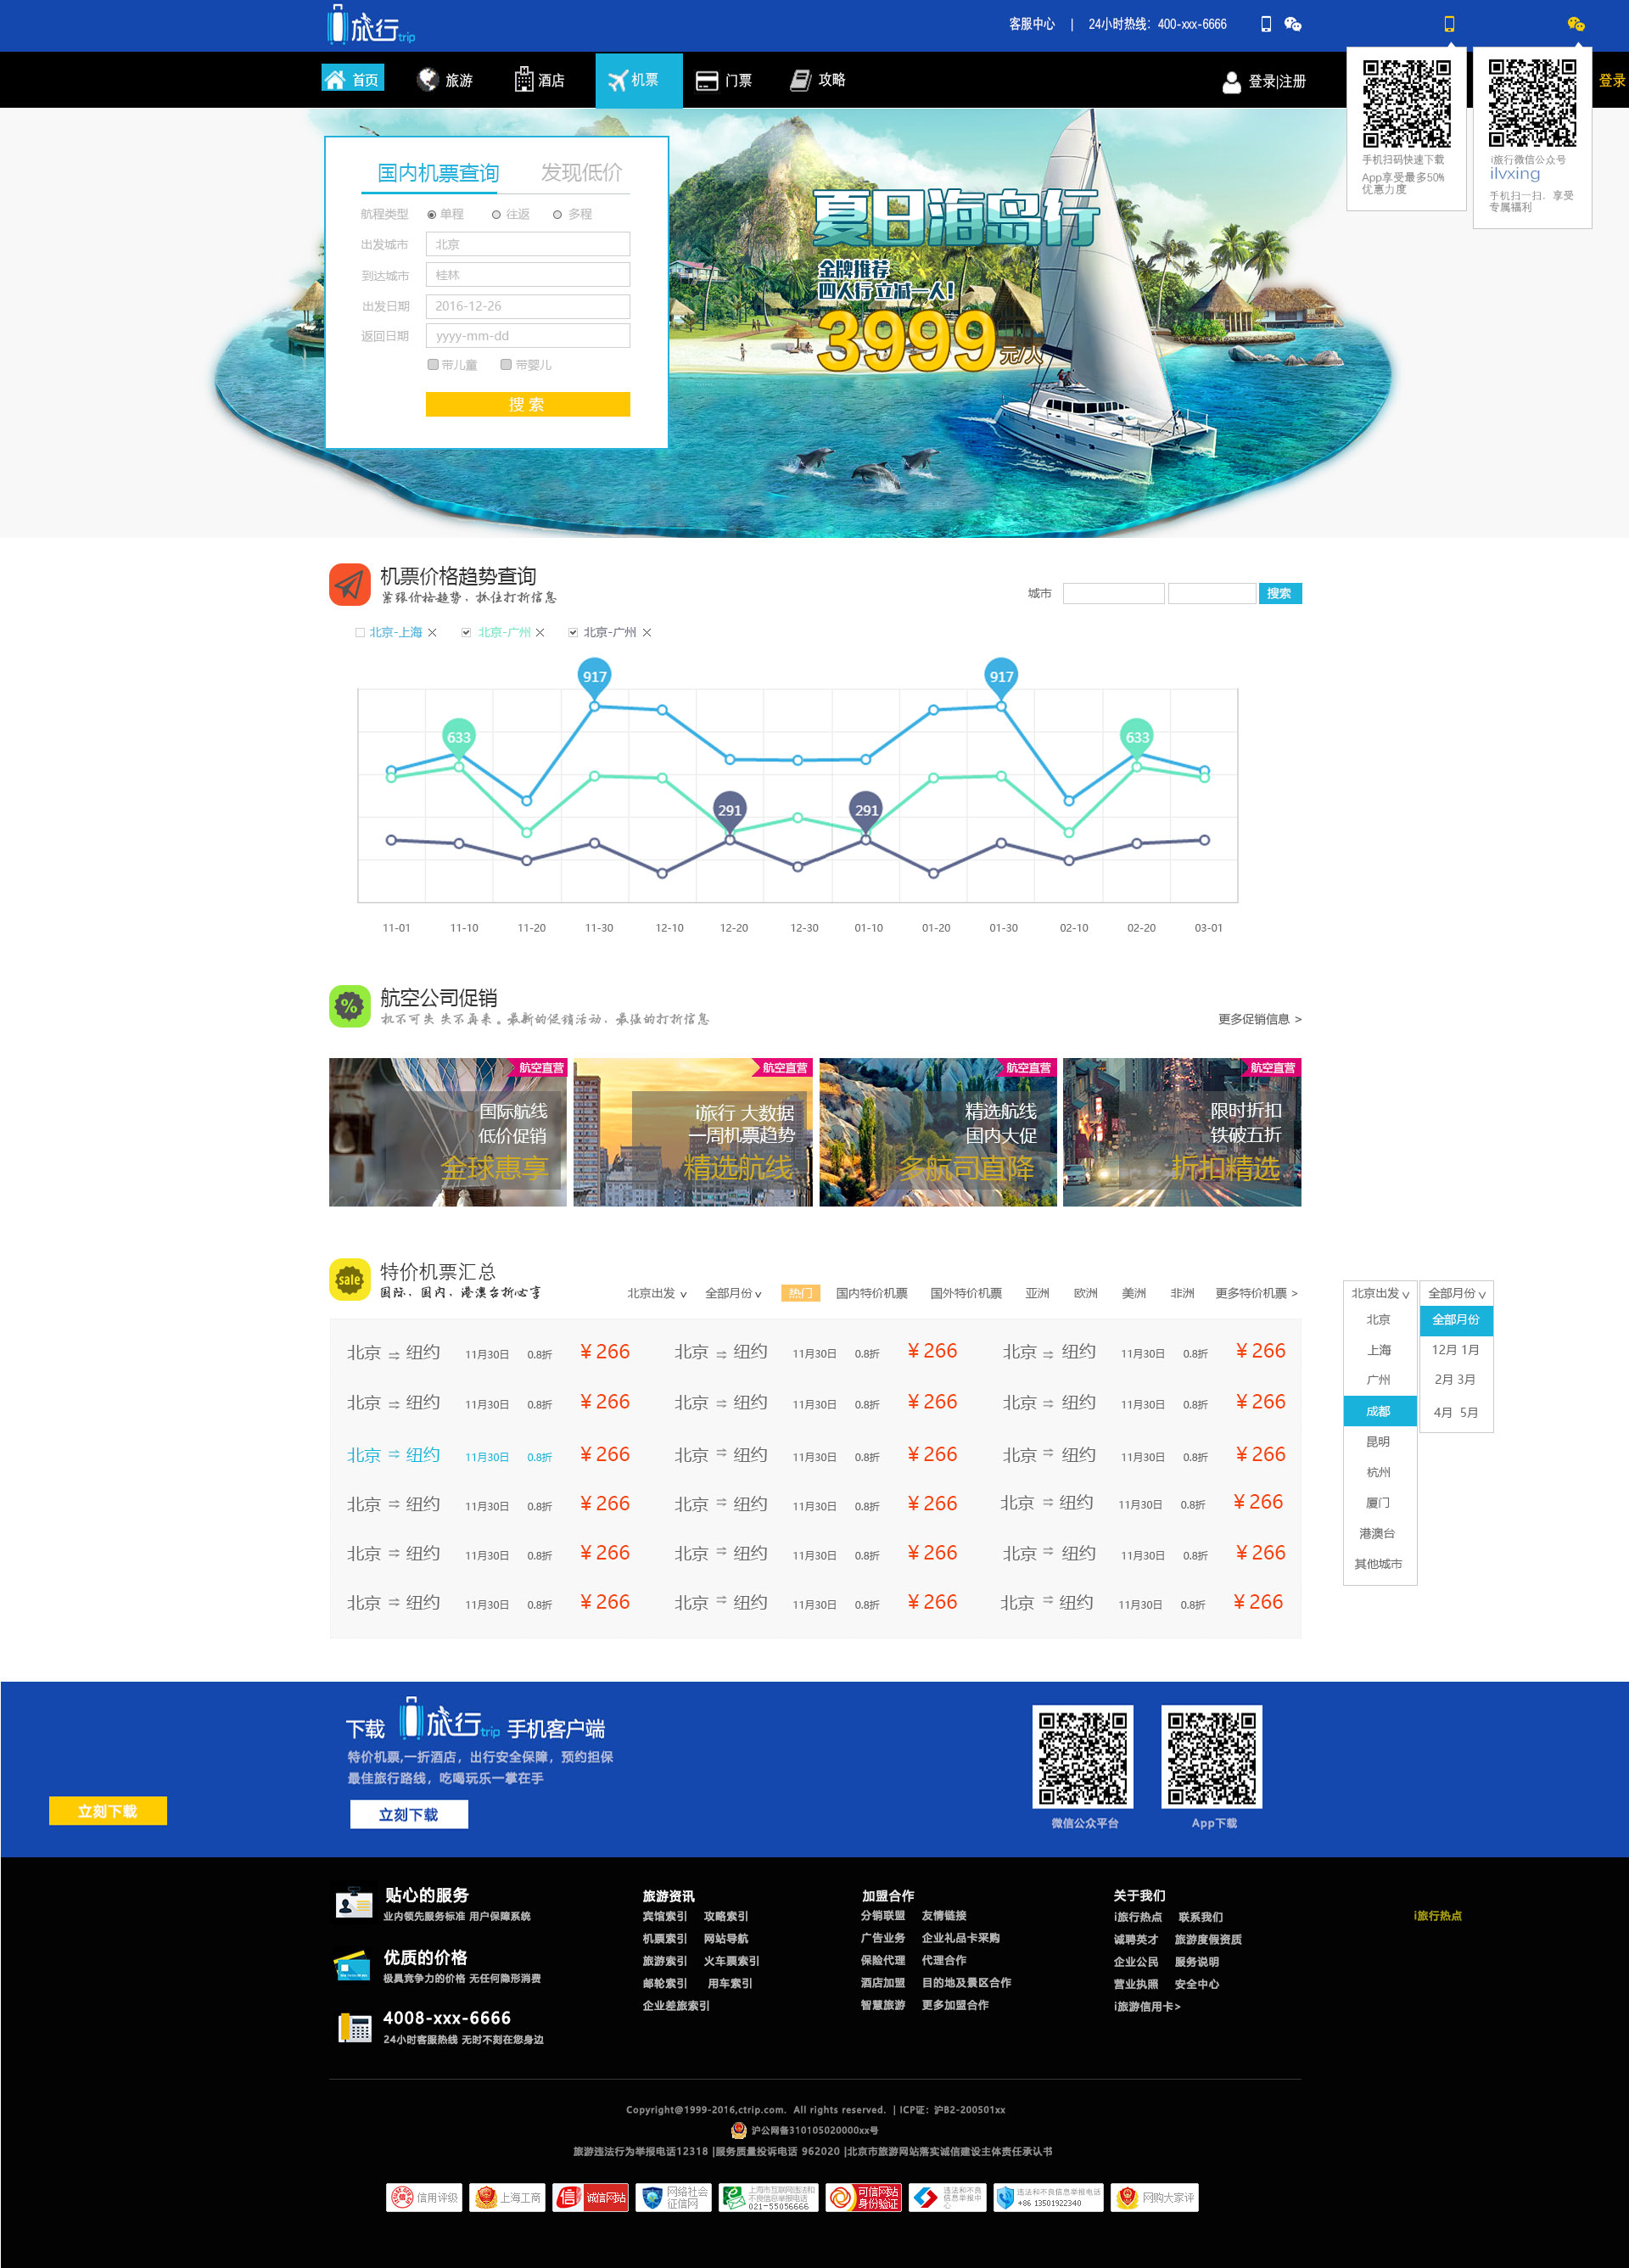 旅行trip
客服中心 | 24小时热线：400-xxx-6666
首页 旅游 酒店 机票 门票 攻略 登录|注册 登录
手机扫码快速下载
App享受最多50%
优惠力度
i旅行微信公众号
ilvxing
手机扫一扫，享受
专属福利
国内机票查询 发现低价
航程类型 单程 往返 多程
出发城市 北京
到达城市 桂林
出发日期 2016-12-26
返回日期 yyyy-mm-dd
带儿童 带婴儿
搜索
夏日海岛行
金牌推荐
四人行 立减一人！
3999元/人
机票价格趋势查询
紧跟价格趋势、抓住打折信息
城市 搜索
北京-上海 × 北京-广州 × 北京-广州 ×
917 917
633 633
291 291
11-01 11-10 11-20 11-30 12-10 12-20 12-30 01-10 01-20 01-30 02-10 02-20 03-01
%
航空公司促销
机不可失 失不再来。最新的促销活动、最强的打折信息
更多促销信息 >
航空直营 航空直营 航空直营 航空直营
国际航线
低价促销
全球惠享
i旅行 大数据
一周机票趋势
精选航线
精选航线
国内大促
多航司直降
限时折扣
铁破五折
折扣精选
sale
特价机票汇总
国际、国内、港澳台折心享
北京出发 全部月份 热门 国内特价机票 国外特价机票 亚洲 欧洲 美洲 非洲 更多特价机票 >
北京 纽约 11月30日 0.8折 ¥266 北京 纽约 11月30日 0.8折 ¥266 北京 纽约 11月30日 0.8折 ¥266
北京 纽约 11月30日 0.8折 ¥266 北京 纽约 11月30日 0.8折 ¥266 北京 纽约 11月30日 0.8折 ¥266
北京 纽约 11月30日 0.8折 ¥266 北京 纽约 11月30日 0.8折 ¥266 北京 纽约 11月30日 0.8折 ¥266
北京 纽约 11月30日 0.8折 ¥266 北京 纽约 11月30日 0.8折 ¥266 北京 纽约 11月30日 0.8折 ¥266
北京 纽约 11月30日 0.8折 ¥266 北京 纽约 11月30日 0.8折 ¥266 北京 纽约 11月30日 0.8折 ¥266
北京 纽约 11月30日 0.8折 ¥266 北京 纽约 11月30日 0.8折 ¥266 北京 纽约 11月30日 0.8折 ¥266
北京出发
北京
上海
广州
成都
昆明
杭州
厦门
港澳台
其他城市
全部月份
全部月份
12月 1月
2月 3月
4月 5月
下载 旅行trip 手机客户端
特价机票,一折酒店，出行安全保障，预约担保
最佳旅行路线，吃喝玩乐一掌在手
立刻下载
立刻下载
微信公众平台 App下载
贴心的服务
业内领先服务标准 用户保障系统
优质的价格
极具竞争力的价格 无任何隐形消费
4008-xxx-6666
24小时客服热线 无时不刻在您身边
旅游资讯
宾馆索引 攻略索引
机票索引 网站导航
旅游索引 火车票索引
邮轮索引 用车索引
企业差旅索引
加盟合作
分销联盟 友情链接
广告业务 企业礼品卡采购
保险代理 代理合作
酒店加盟 目的地及景区合作
智慧旅游 更多加盟合作
关于我们
i旅行热点 联系我们
诚聘英才 旅游度假资质
企业公民 服务说明
营业执照 安全中心
i旅游信用卡>
i旅行热点
Copyright@1999-2016,ctrip.com. All rights reserved. | ICP证：沪B2-200501xx
沪公网备310105020000xx号
旅游违法行为举报电话12318 |服务质量投诉电话 962020 |北京市旅游网站落实诚信建设主体责任承认书
信用评级
上海工商
诚信网站
网络社会
征信网
上海市互联网违法和
不良信息举报电话
021-55056666
可信网站
身份验证
违法和不良
信息举报中
心
违法和不良信息举报电话
+86 13501922340
网购大家评